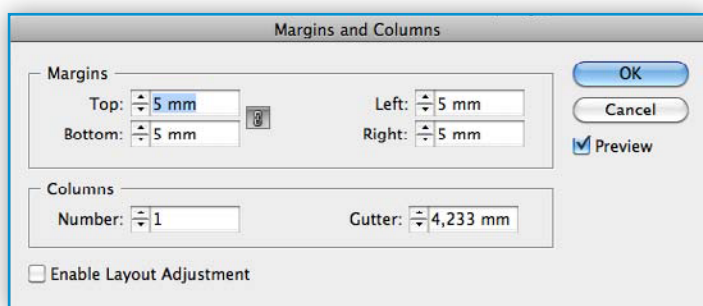 Margins and Columns
Margins
Top: 5 mm
Left: 5 mm
Bottom: 5 mm
Right: 5 mm
OK
Cancel
Preview
Columns
Number: 1
Gutter: 4,233 mm
Enable Layout Adjustment